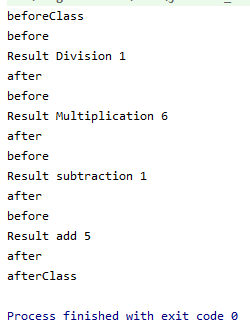 beforeClass
before
Result Division 1
after
before
Result Multiplication 6
after
before
Result subtraction 1
after
before
Result add 5
after
afterClass
Process finished with exit code 0